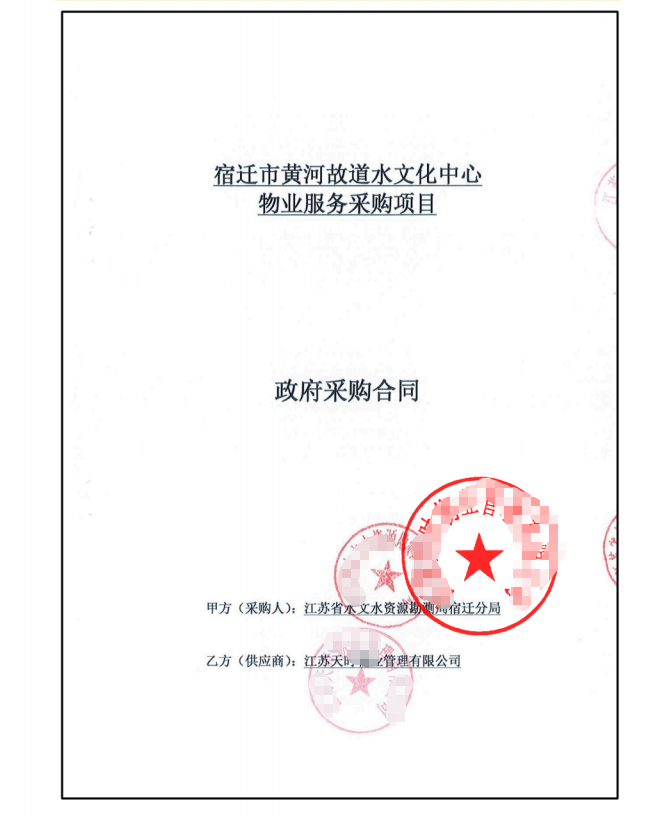 宿迁市黄河故道水文化中心
物业服务采购项目
政府采购合同
甲方（采购人）：江苏省水文水资源勘测局宿迁分局
乙方（供应商）：江苏天时 业管理有限公司